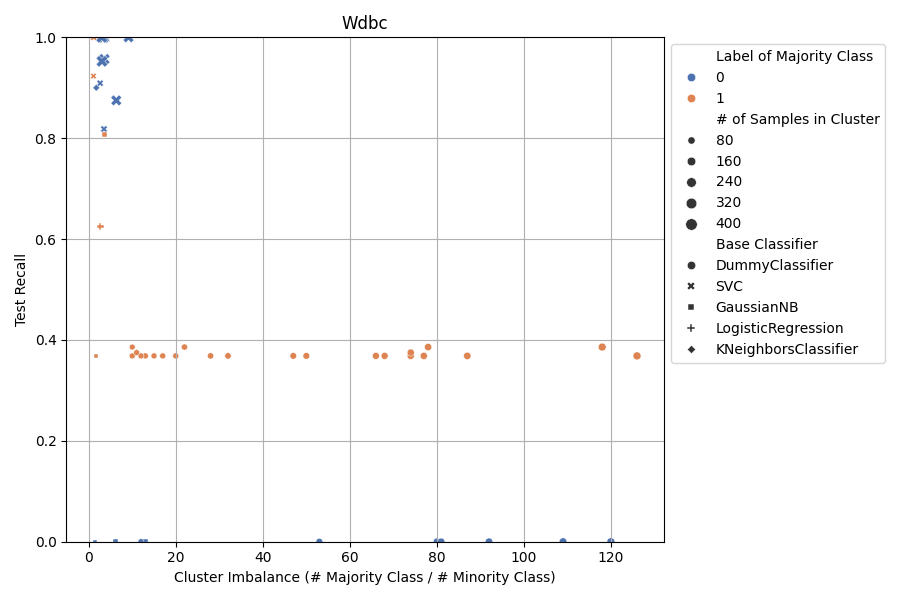 Wdbc
1.0
0.8
0.6
0.4
0.2
0.0
Test Recall
0 20 40 60 80 100 120
Cluster Imbalance (# Majority Class / # Minority Class)
Label of Majority Class
0
1
# of Samples in Cluster
80
160
240
320
400
Base Classifier
DummyClassifier
SVC
GaussianNB
LogisticRegression
KNeighborsClassifier